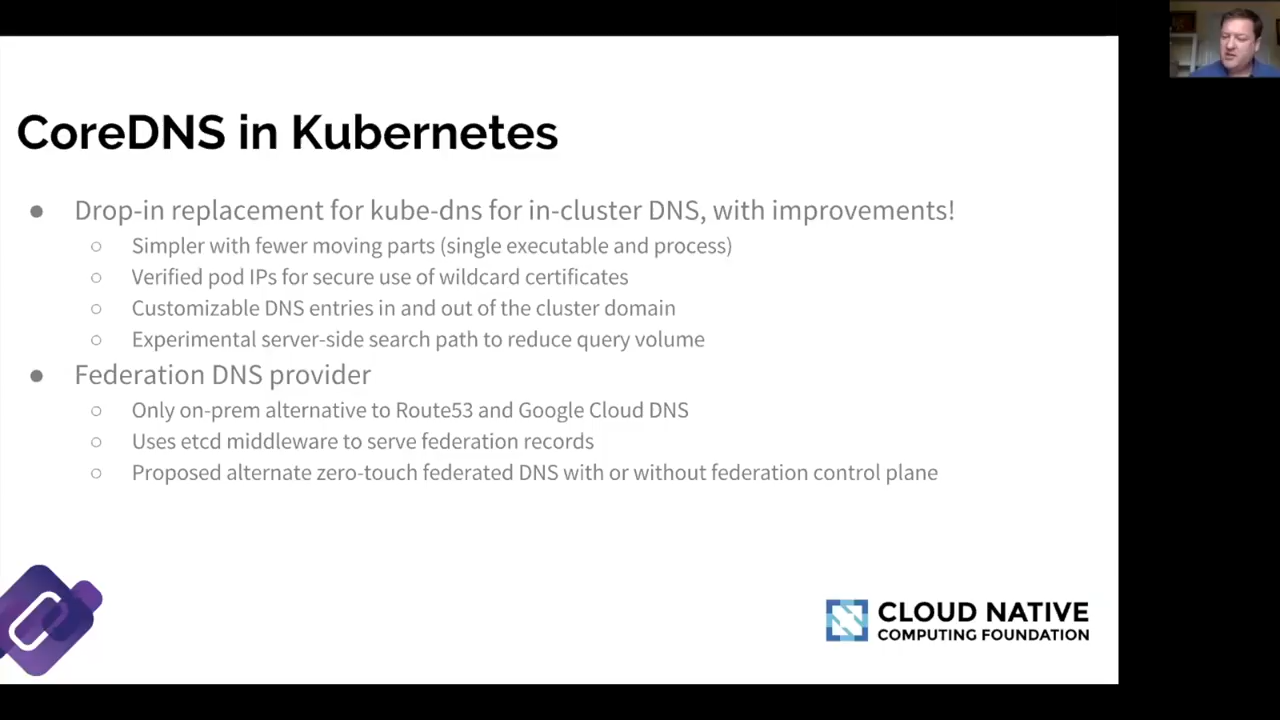 CoreDNS in Kubernetes
● Drop-in replacement for kube-dns for in-cluster DNS, with improvements!
○ Simpler with fewer moving parts (single executable and process)
○ Verified pod IPs for secure use of wildcard certificates
○ Customizable DNS entries in and out of the cluster domain
○ Experimental server-side search path to reduce query volume
● Federation DNS provider
○ Only on-prem alternative to Route53 and Google Cloud DNS
○ Uses etcd middleware to serve federation records
○ Proposed alternate zero-touch federated DNS with or without federation control plane
CLOUD NATIVE
COMPUTING FOUNDATION